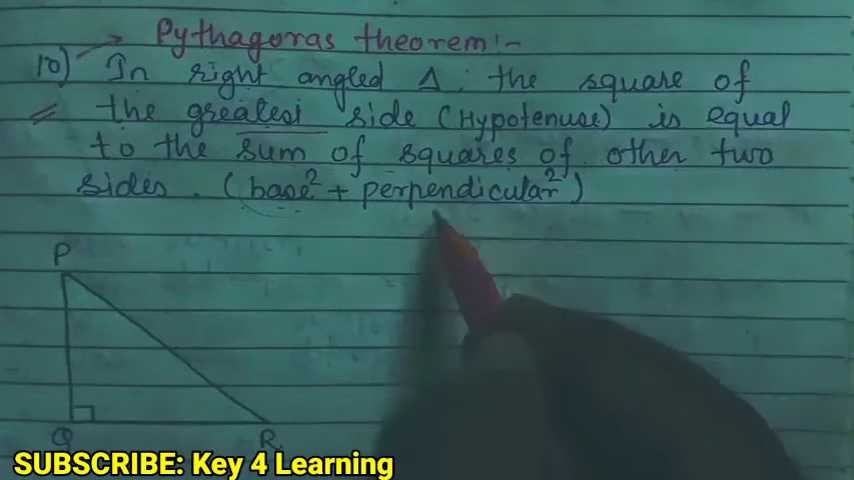 Pythagoras theorem:-
10) In right angled Δ. the square of
the greatest side (Hypotenuse) is equal
to the sum of squares of other two
sides. (base² + perpendicular²)
P
Q
R
SUBSCRIBE: Key 4 Learning